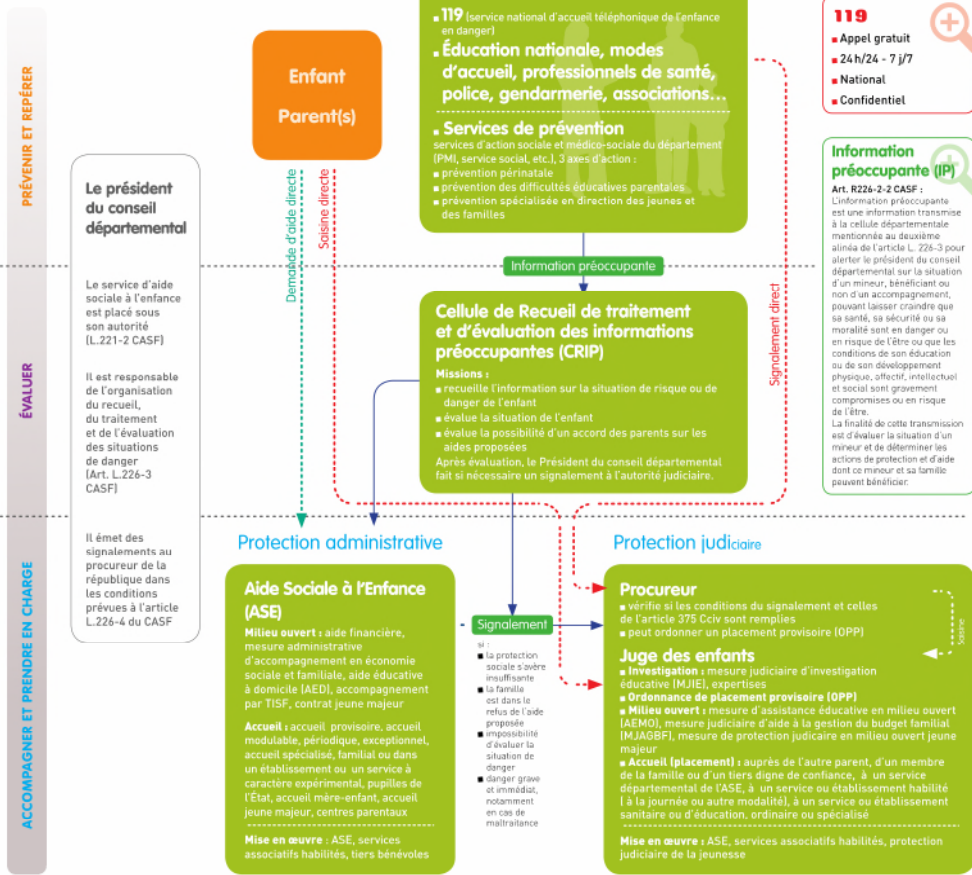 PRÉVENIR ET REPÉRER
ÉVALUER
ACCOMPAGNER ET PRENDRE EN CHARGE
Le président
du conseil
départemental
Le service d'aide
sociale à l'enfance
est placé sous
son autorité
(L.221-2 CASF)
Il est responsable
de l'organisation
du recueil,
du traitement
et de l'évaluation
des situations
de danger
(Art. L.226-3
CASF)
Il émet des
signalements au
procureur de la
république dans
les conditions
prévues à l'article
L.226-4 du CASF
Enfant
Parent(s)
Demande d'aide directe
Saisine directe
119 (service national d'accueil téléphonique de l'enfance
en danger)
Éducation nationale, modes
d'accueil, professionnels de santé,
police, gendarmerie, associations...
Services de prévention
services d'action sociale et médico-sociale du département
(PMI, service social, etc.), 3 axes d'action :
prévention périnatale
prévention des difficultés éducatives parentales
prévention spécialisée en direction des jeunes et
des familles
Information préoccupante
Signalement direct
Cellule de Recueil de traitement
et d'évaluation des informations
préoccupantes (CRIP)
Missions :
recueille l'information sur la situation de risque ou de
danger de l'enfant
évalue la situation de l'enfant
évalue la possibilité d'un accord des parents sur les
aides proposées
Après évaluation, le Président du conseil départemental
fait si nécessaire un signalement à l'autorité judiciaire.
119
Appel gratuit
24h/24 - 7 j/7
National
Confidentiel
Information
préoccupante (IP)
Art. R226-2-2 CASF :
L'information préoccupante
est une information transmise
à la cellule départementale
mentionnée au deuxième
alinéa de l'article L. 226-3 pour
alerter le président du conseil
départemental sur la situation
d'un mineur, bénéficiant ou
non d'un accompagnement,
pouvant laisser craindre que
sa santé, sa sécurité ou sa
moralité sont en danger ou
en risque de l'être ou que les
conditions de son éducation
ou de son développement
physique, affectif, intellectuel
et social sont gravement
compromises ou en risque
de l'être.
La finalité de cette transmission
est d'évaluer la situation d'un
mineur et de déterminer les
actions de protection et d'aide
dont ce mineur et sa famille
peuvent bénéficier.
Protection administrative
Aide Sociale à l'Enfance
(ASE)
Milieu ouvert : aide financière,
mesure administrative
d'accompagnement en économie
sociale et familiale, aide éducative
à domicile (AED), accompagnement
par TISF, contrat jeune majeur
Accueil : accueil provisoire, accueil
modulable, périodique, exceptionnel,
accueil spécialisé, familial ou dans
un établissement ou un service à
caractère expérimental, pupilles de
l'État, accueil mère-enfant, accueil
jeune majeur, centres parentaux
Mise en œuvre : ASE, services
associatifs habilités, tiers bénévoles
Signalement
si :
la protection
sociale s'avère
insuffisante
la famille
est dans le
refus de l'aide
proposée
impossibilité
d'évaluer la
situation de
danger
danger grave
et immédiat,
notamment
en cas de
maltraitance
Protection judiciaire
Procureur
vérifie si les conditions du signalement et celles
de l'article 375 Cciv sont remplies
peut ordonner un placement provisoire (OPP)
Saisine
Juge des enfants
Investigation : mesure judiciaire d'investigation
éducative (MJIE), expertises
Ordonnance de placement provisoire (OPP)
Milieu ouvert : mesure d'assistance éducative en milieu ouvert
(AEMO), mesure judiciaire d'aide à la gestion du budget familial
(MJAGBF), mesure de protection judicaire en milieu ouvert jeune
majeur
Accueil (placement) : auprès de l'autre parent, d'un membre
de la famille ou d'un tiers digne de confiance, à un service
départemental de l'ASE, à un service ou établissement habilité
( à la journée ou autre modalité), à un service ou établissement
sanitaire ou d'éducation, ordinaire ou spécialisé
Mise en œuvre : ASE, services associatifs habilités, protection
judiciaire de la jeunesse